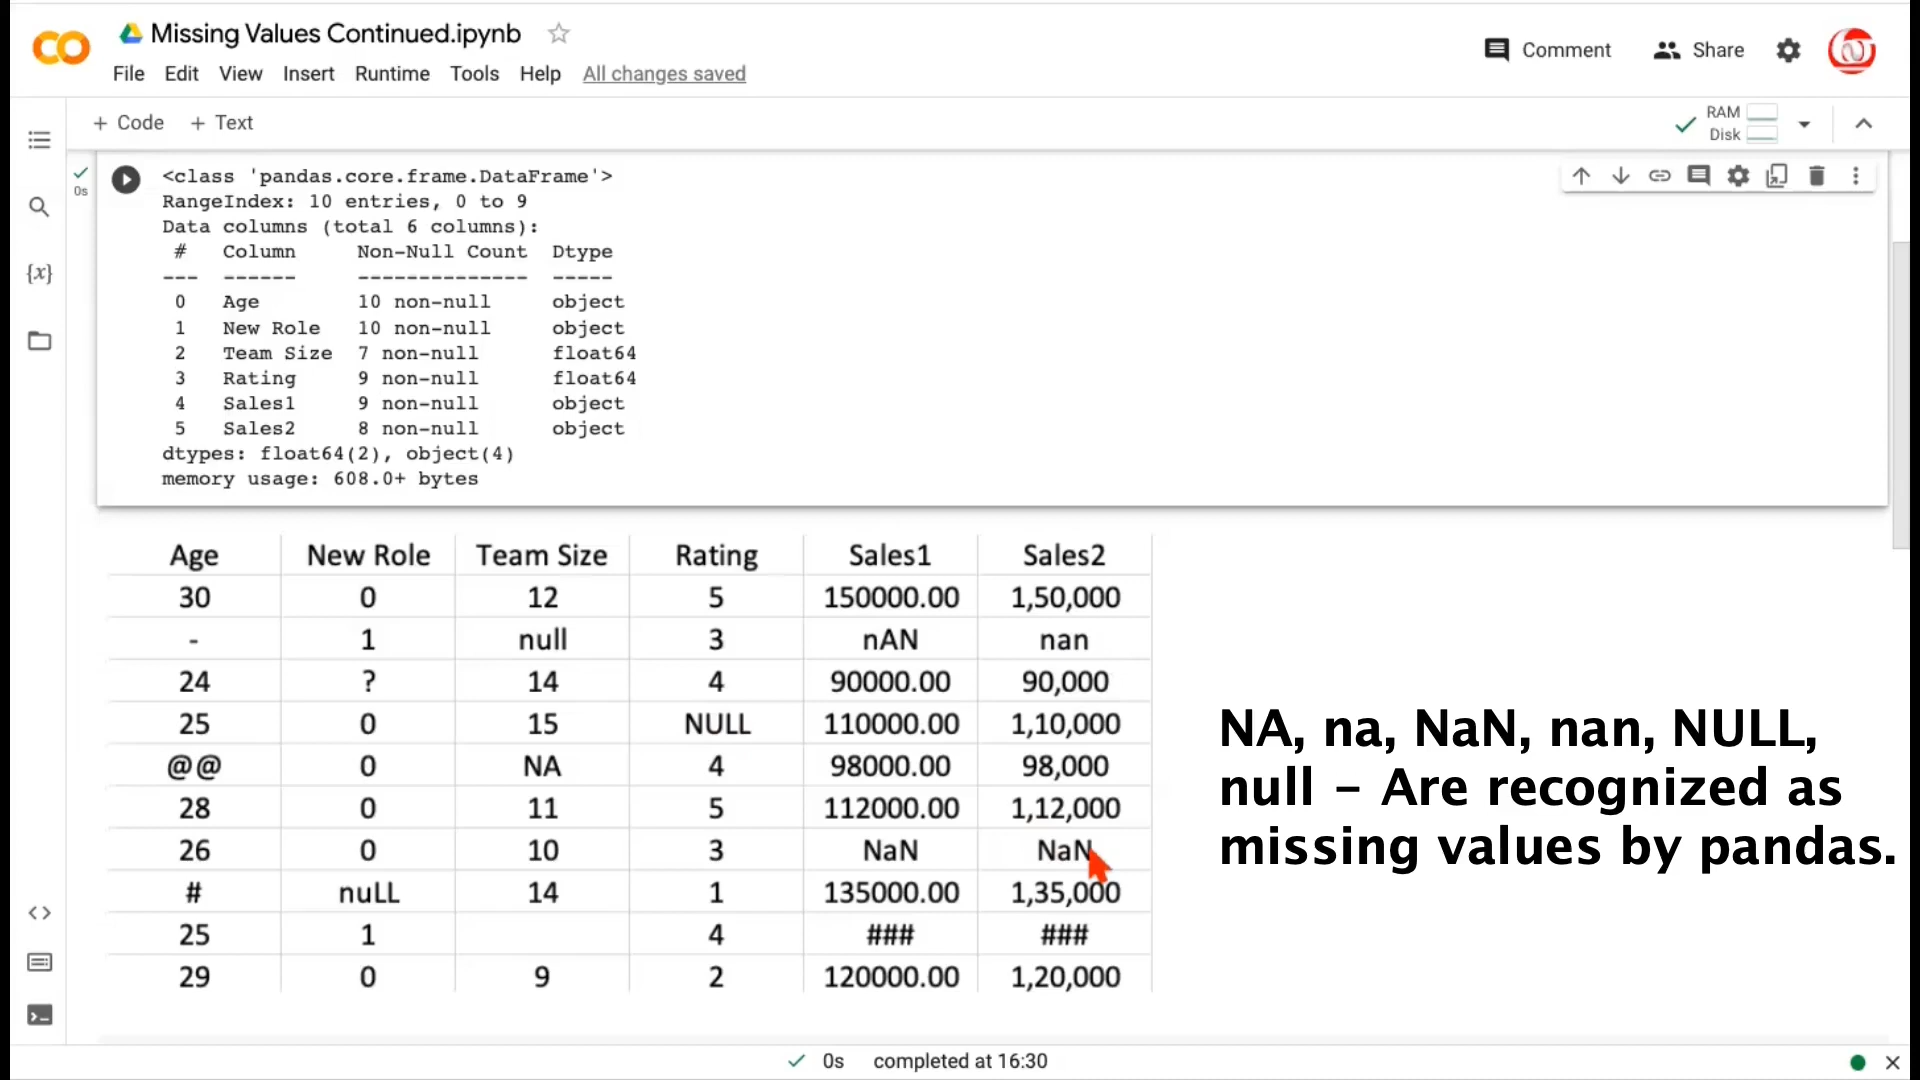 Missing Values Continued.ipynb
Comment
Share
File Edit View Insert Runtime Tools Help All changes saved
+ Code + Text
RAM
Disk
0s
<class 'pandas.core.frame.DataFrame'>
RangeIndex: 10 entries, 0 to 9
Data columns (total 6 columns):
# Column Non-Null Count Dtype
--- ------ -------------- -----
0 Age 10 non-null object
1 New Role 10 non-null object
2 Team Size 7 non-null float64
3 Rating 9 non-null float64
4 Sales1 9 non-null object
5 Sales2 8 non-null object
dtypes: float64(2), object(4)
memory usage: 608.0+ bytes
Age New Role Team Size Rating Sales1 Sales2
30 0 12 5 150000.00 1,50,000
- 1 null 3 nAN nan
24 ? 14 4 90000.00 90,000
25 0 15 NULL 110000.00 1,10,000
@@ 0 NA 4 98000.00 98,000
28 0 11 5 112000.00 1,12,000
26 0 10 3 NaN NaN
# nuLL 14 1 135000.00 1,35,000
25 1 4 ### ###
29 0 9 2 120000.00 1,20,000
NA, na, NaN, nan, NULL,
null – Are recognized as
missing values by pandas.
0s completed at 16:30